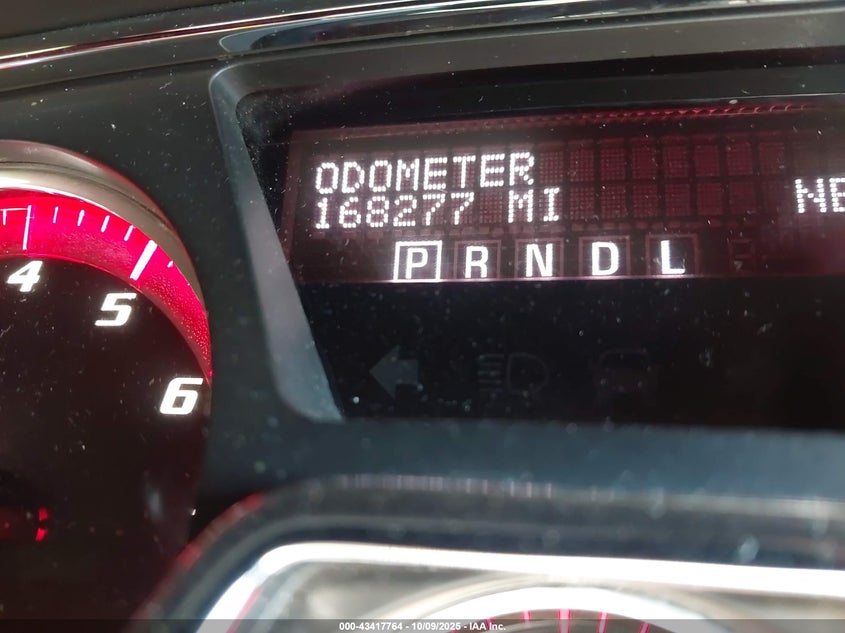 ODOMETER
168277 MI
NE
P R N D L
4
5
6
000-43417764 - 10/09/2025 - IAA Inc.